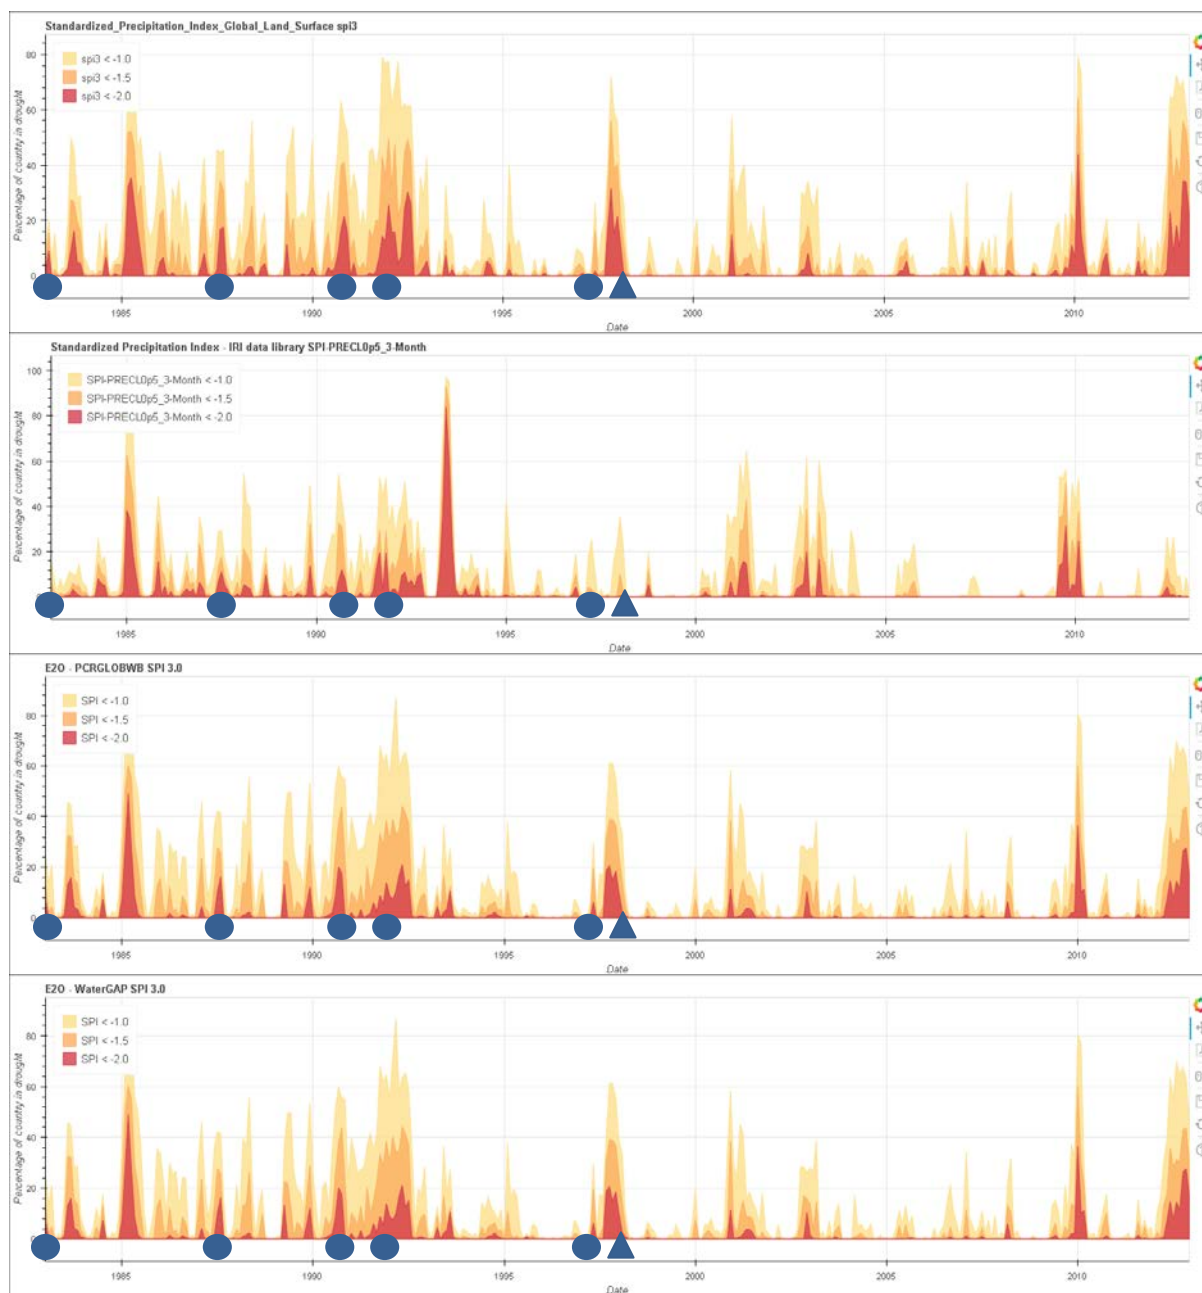 Standardized_Precipitation_Index_Global_Land_Surface spi3
spi3 < -1.0
spi3 < -1.5
spi3 < -2.0
Percentage of country in drought
80
60
40
20
0
1985 1990 1995 2000 2005 2010
Date
Standardized Precipitation Index - IRI data library SPI-PRECL0p5_3-Month
SPI-PRECL0p5_3-Month < -1.0
SPI-PRECL0p5_3-Month < -1.5
SPI-PRECL0p5_3-Month < -2.0
Percentage of country in drought
100
80
60
40
20
0
1985 1990 1995 2000 2005 2010
Date
E2O - PCRGLOBWB SPI 3.0
SPI < -1.0
SPI < -1.5
SPI < -2.0
Percentage of country in drought
80
60
40
20
0
1985 1990 1995 2000 2005 2010
Date
E2O - WaterGAP SPI 3.0
SPI < -1.0
SPI < -1.5
SPI < -2.0
Percentage of country in drought
80
60
40
20
0
1985 1990 1995 2000 2005 2010
Date